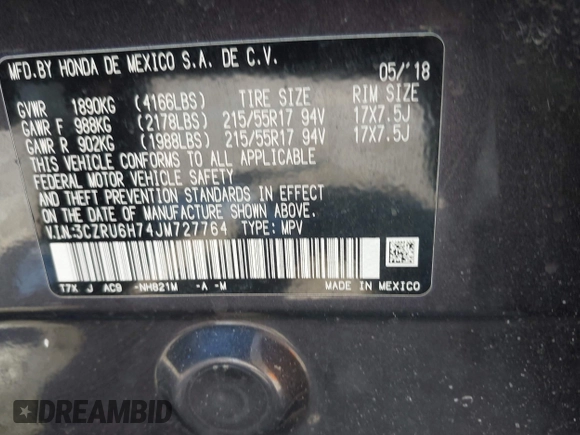 MFD.BY HONDA DE MEXICO S.A. DE C.V.
05/'18
GVWR 1890KG (4166LBS) TIRE SIZE RIM SIZE
GAWR F 988KG (2178LBS) 215/55R17 94V 17X7.5J
GAWR R 902KG (1988LBS) 215/55R17 94V 17X7.5J
THIS VEHICLE CONFORMS TO ALL APPLICABLE
FEDERAL MOTOR VEHICLE SAFETY
AND THEFT PREVENTION STANDARDS IN EFFECT
ON THE DATE OF MANUFACTURE SHOWN ABOVE.
V.I.N:3CZRU6H74JM727764 TYPE: MPV
T7X J AC9 -NH821M -A -M MADE IN MEXICO
DREAMBID